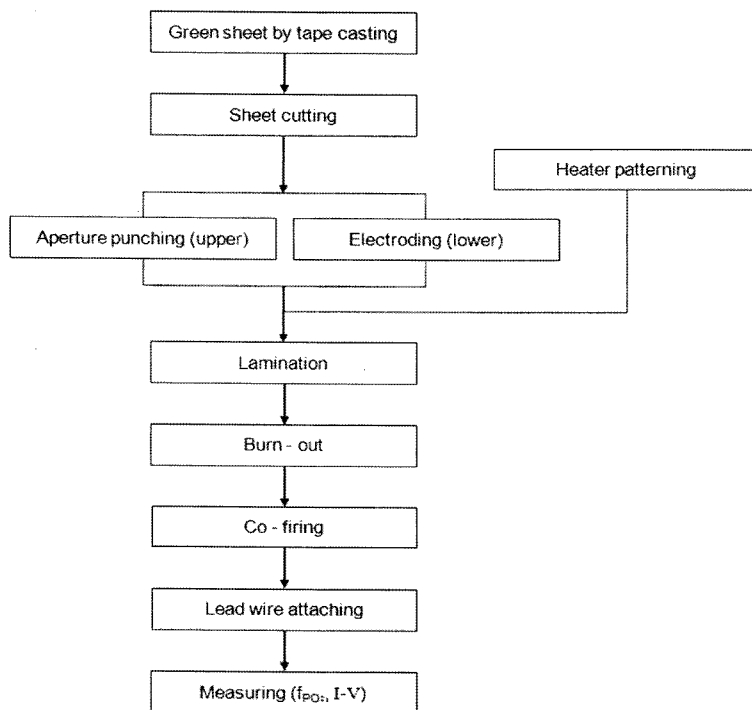 Green sheet by tape casting
Sheet cutting
Heater patterning
Aperture punching (upper)
Electroding (lower)
Lamination
Burn - out
Co - firing
Lead wire attaching
Measuring (fPO2, I-V)